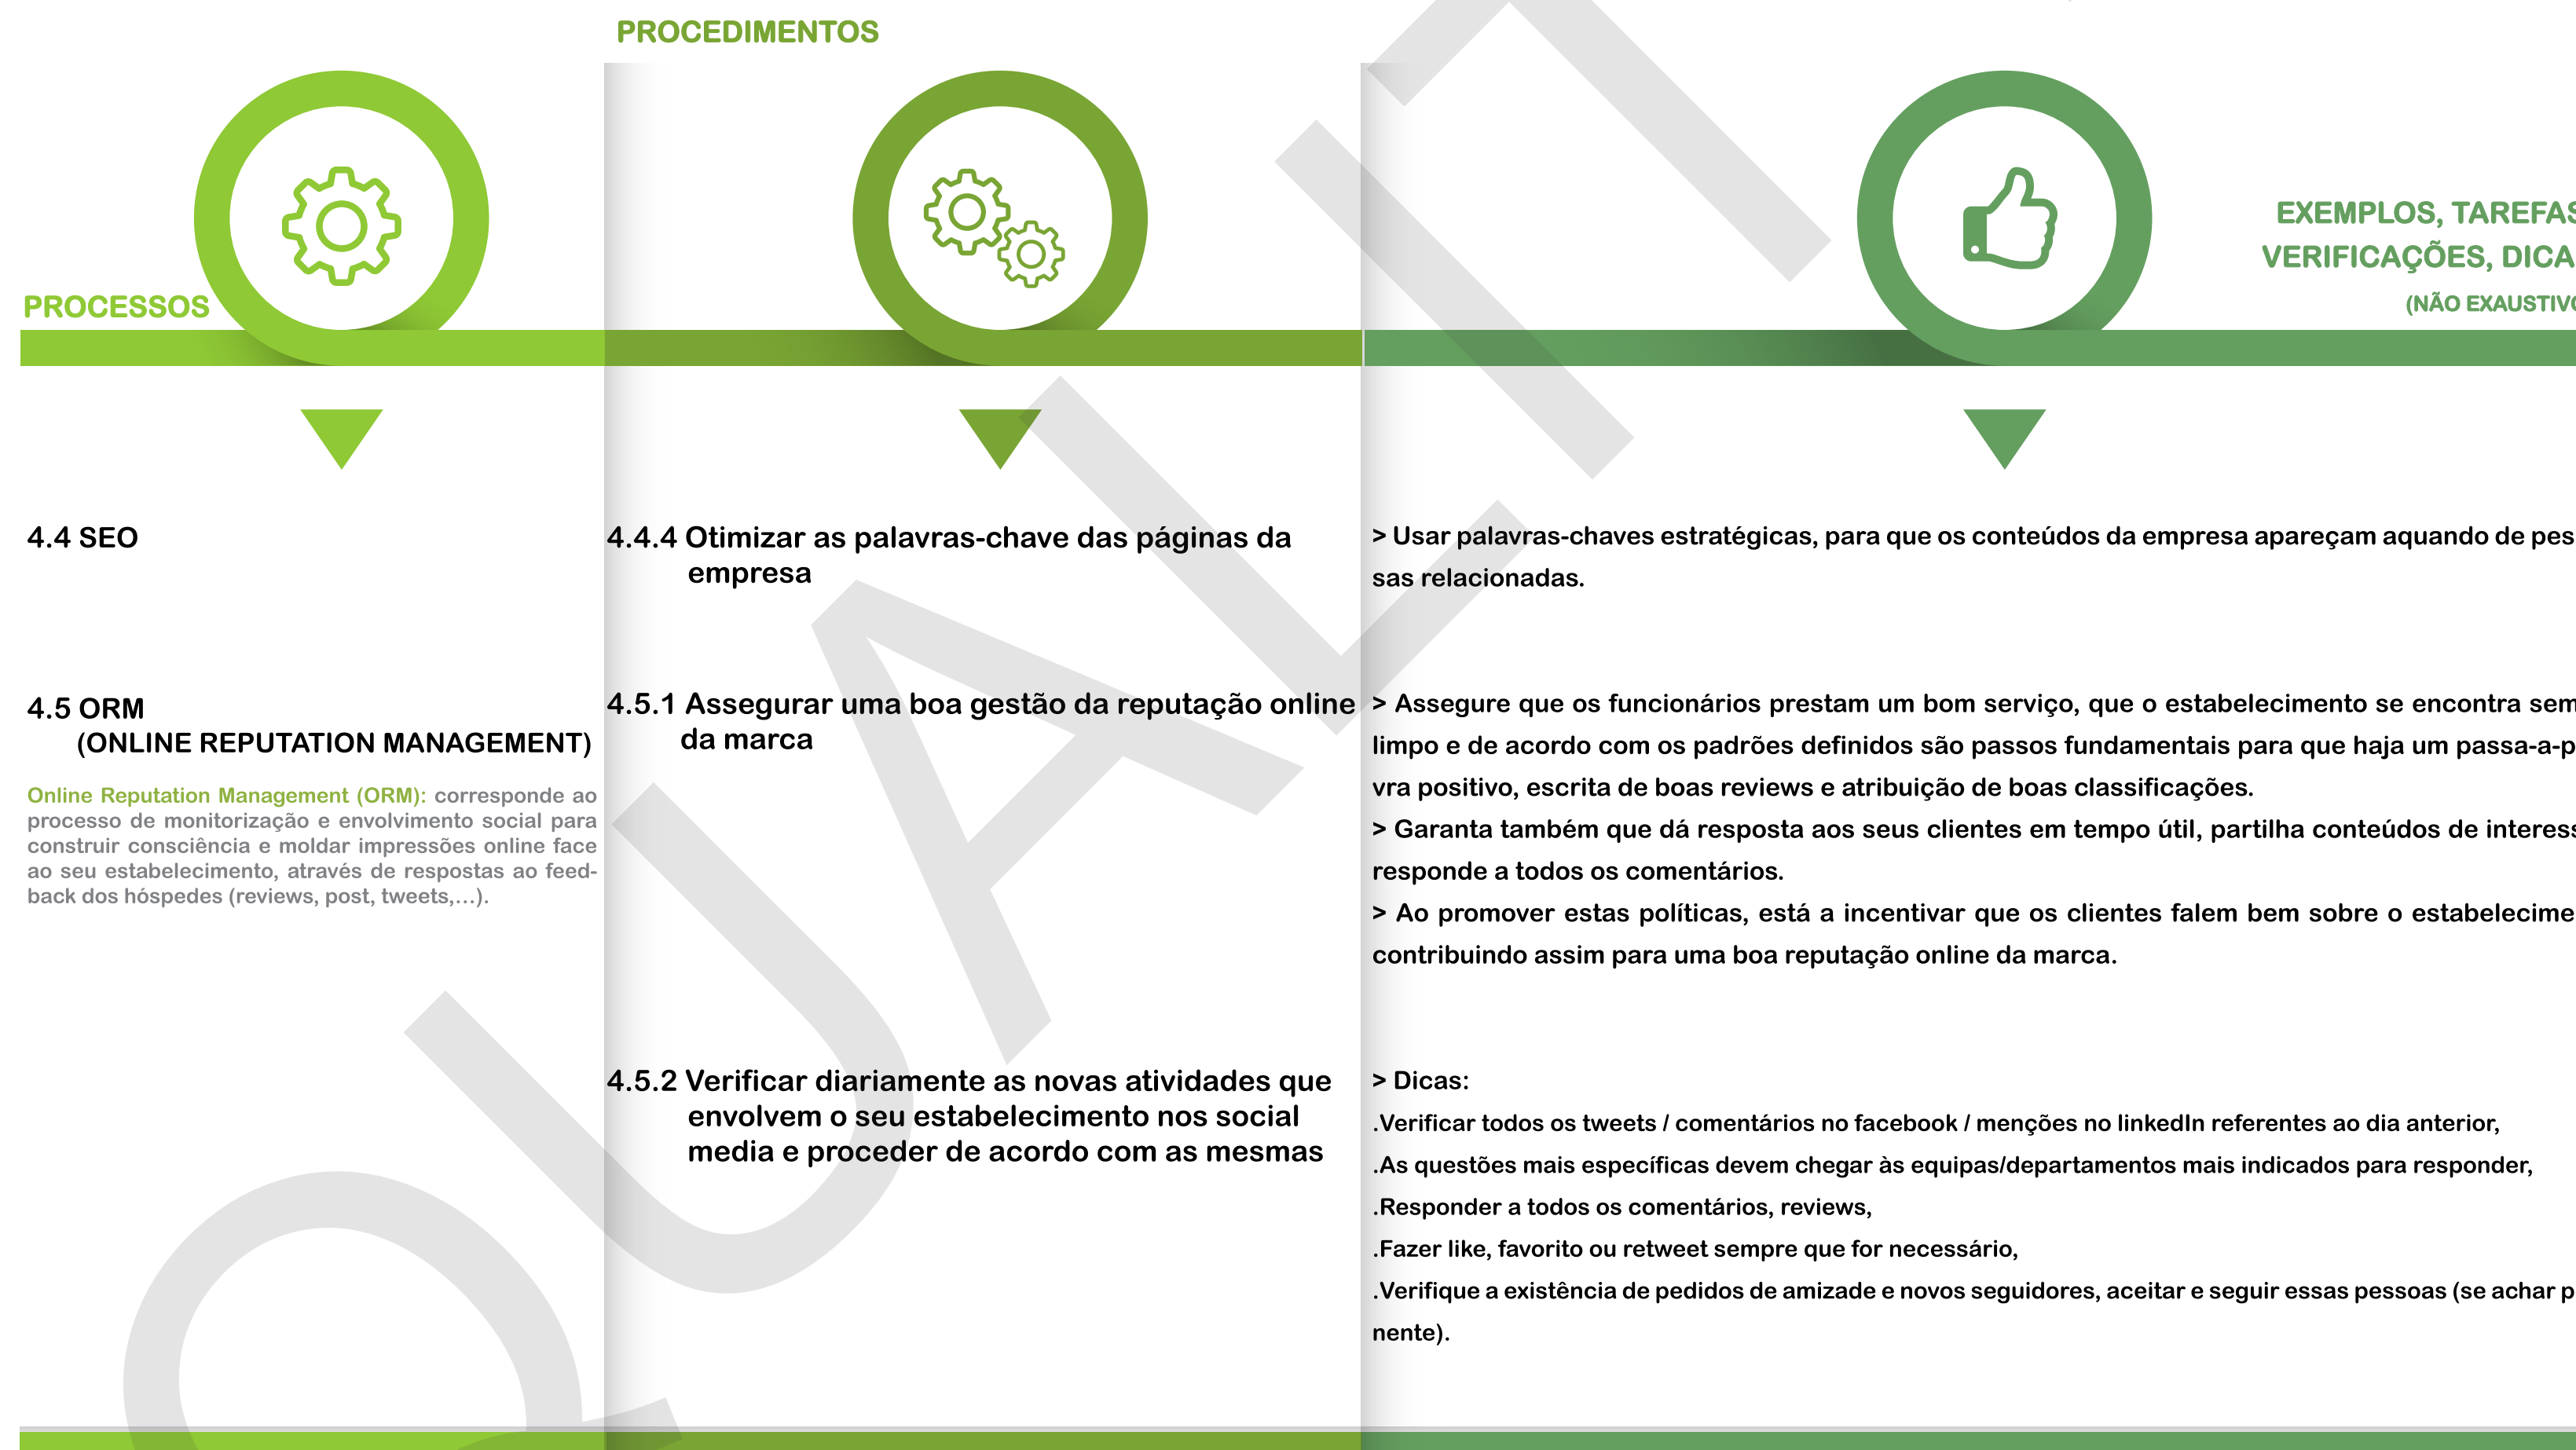 PROCEDIMENTOS
EXEMPLOS, TAREFAS
VERIFICAÇÕES, DICA
(NÃO EXAUSTIVO
PROCESSOS
4.4 SEO
4.4.4 Otimizar as palavras-chave das páginas da
empresa
> Usar palavras-chaves estratégicas, para que os conteúdos da empresa apareçam aquando de pes
sas relacionadas.
4.5 ORM
(ONLINE REPUTATION MANAGEMENT)
Online Reputation Management (ORM): corresponde ao
processo de monitorização e envolvimento social para
construir consciência e moldar impressões online face
ao seu estabelecimento, através de respostas ao feed-
back dos hóspedes (reviews, post, tweets,...).
4.5.1 Assegurar uma boa gestão da reputação online
da marca
> Assegure que os funcionários prestam um bom serviço, que o estabelecimento se encontra sem
limpo e de acordo com os padrões definidos são passos fundamentais para que haja um passa-a-p
vra positivo, escrita de boas reviews e atribuição de boas classificações.
> Garanta também que dá resposta aos seus clientes em tempo útil, partilha conteúdos de interess
responde a todos os comentários.
> Ao promover estas políticas, está a incentivar que os clientes falem bem sobre o estabelecime
contribuindo assim para uma boa reputação online da marca.
4.5.2 Verificar diariamente as novas atividades que
envolvem o seu estabelecimento nos social
media e proceder de acordo com as mesmas
> Dicas:
.Verificar todos os tweets / comentários no facebook / menções no linkedIn referentes ao dia anterior,
.As questões mais específicas devem chegar às equipas/departamentos mais indicados para responder,
.Responder a todos os comentários, reviews,
.Fazer like, favorito ou retweet sempre que for necessário,
.Verifique a existência de pedidos de amizade e novos seguidores, aceitar e seguir essas pessoas (se achar p
nente).
QUALIT